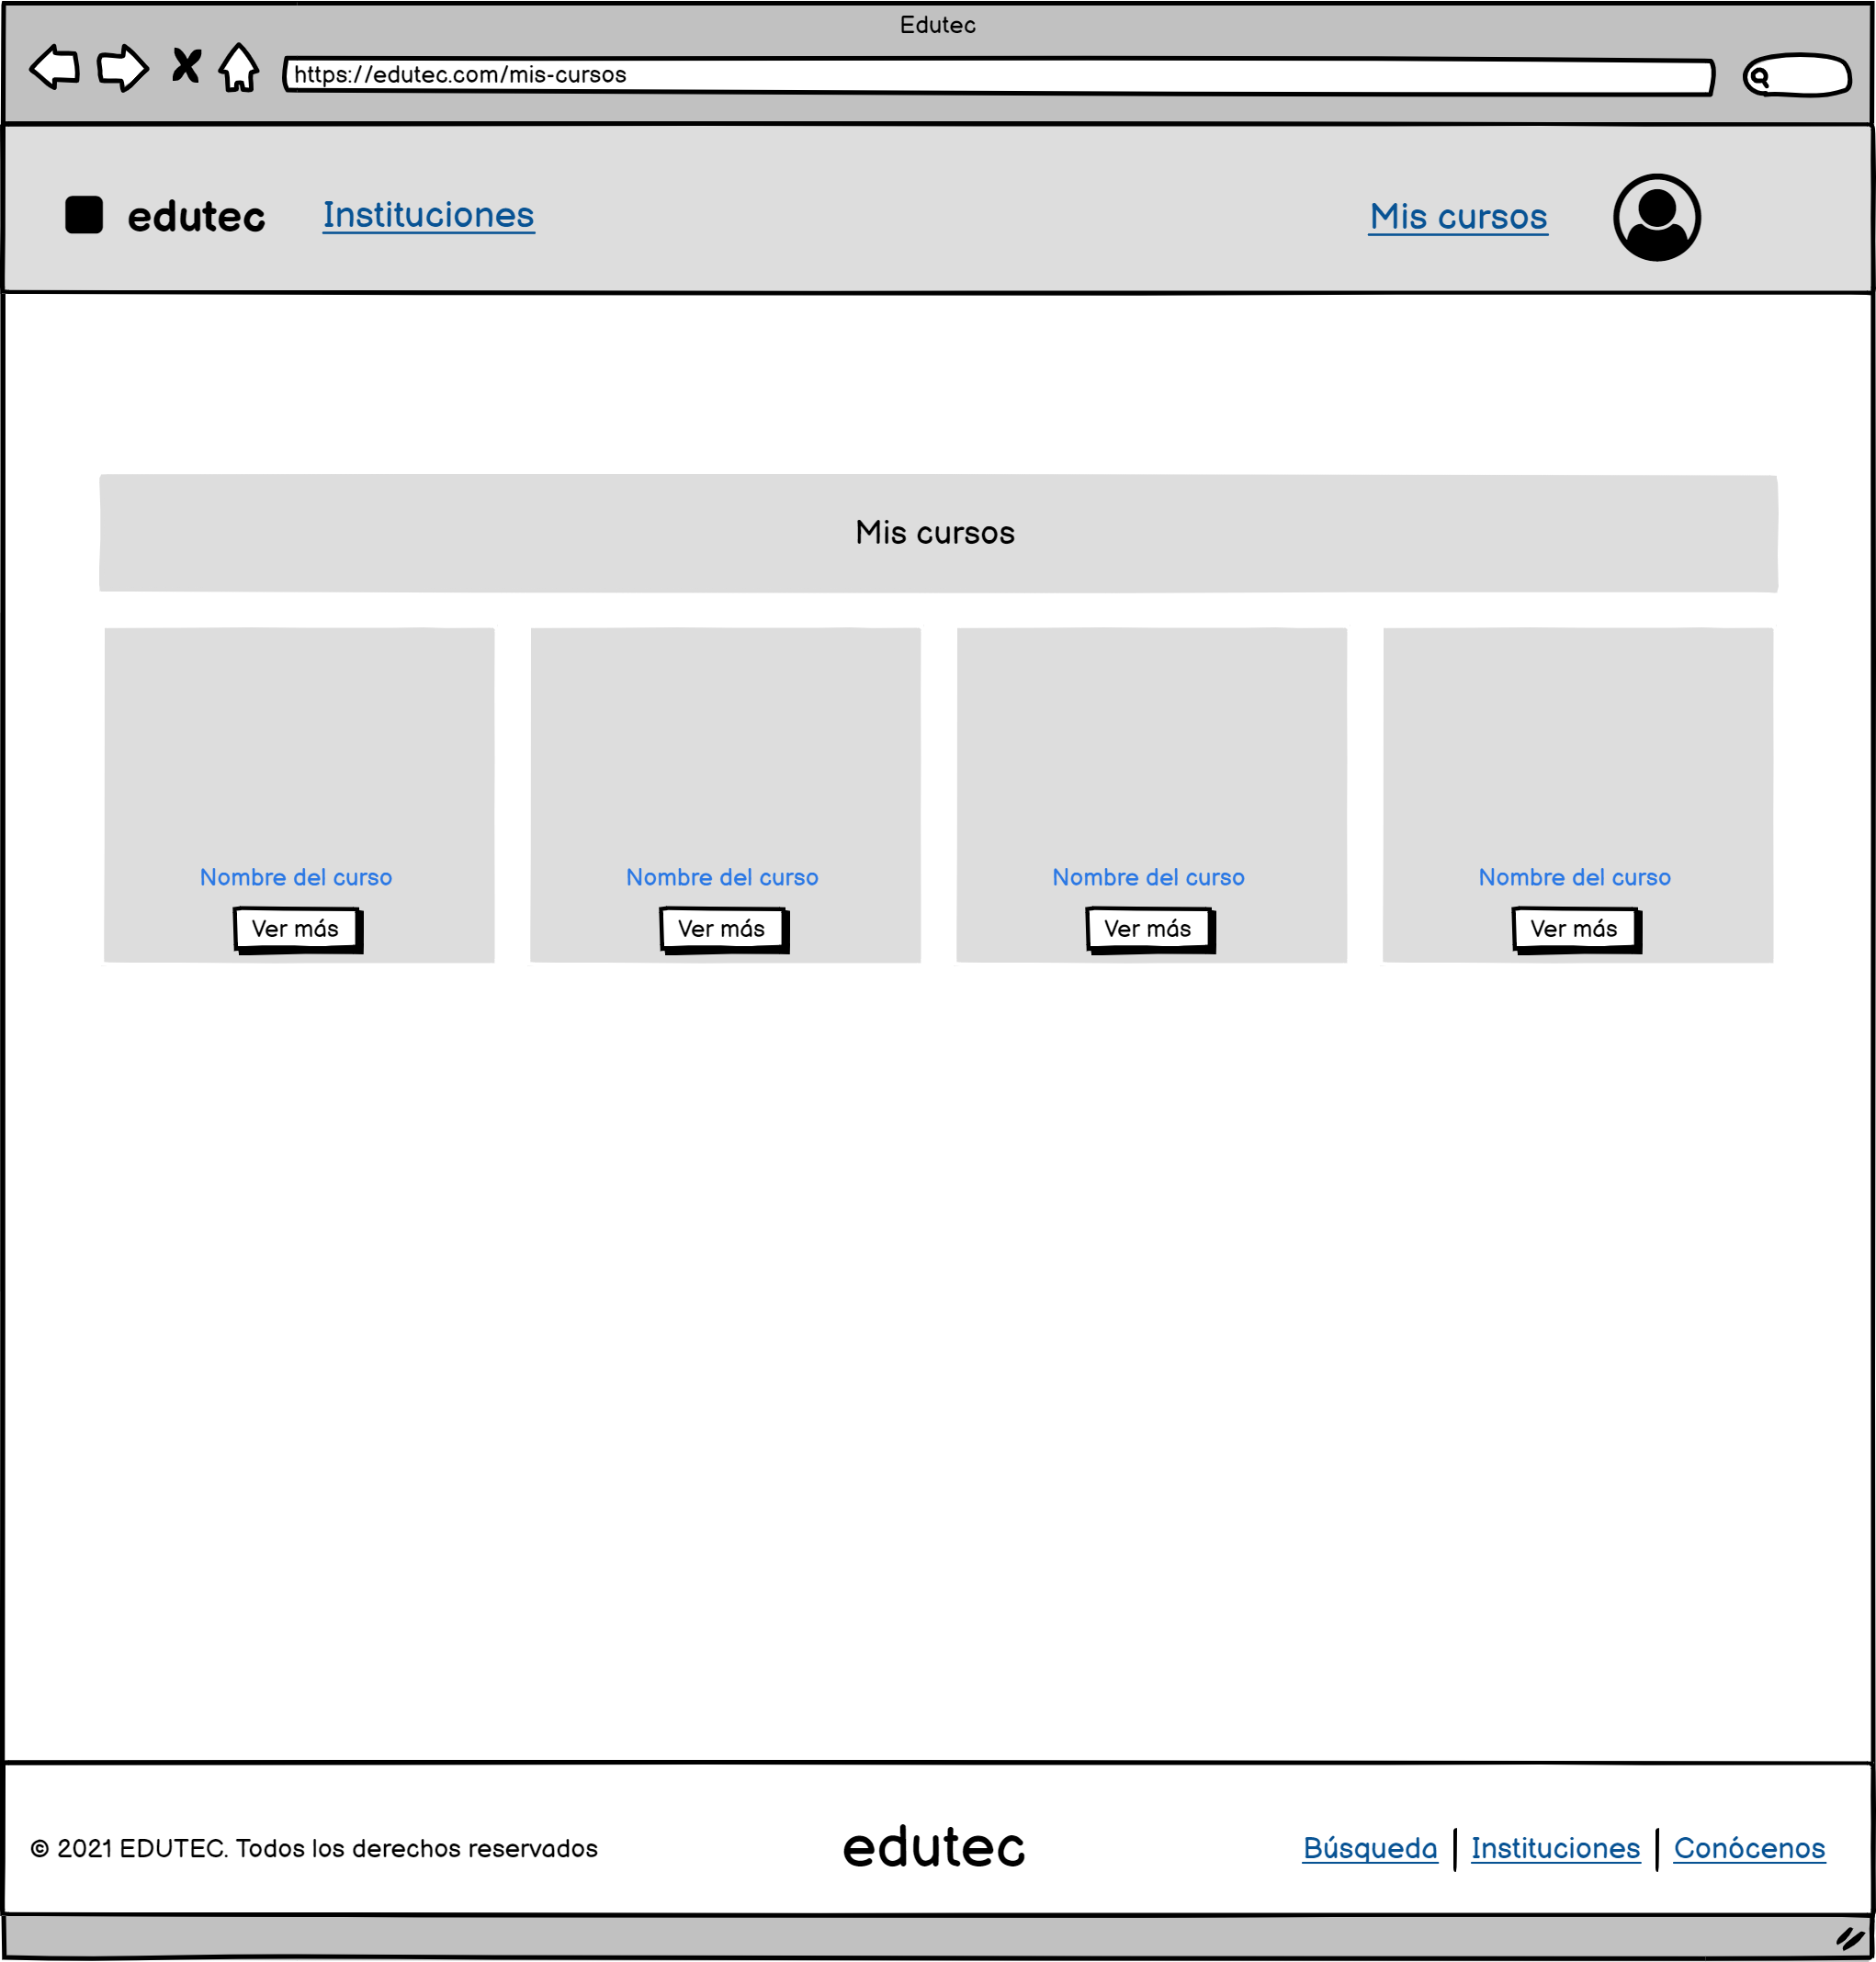 Edutec
https://edutec.com/mis-cursos
edutec Instituciones Mis cursos
Mis cursos
Nombre del curso Nombre del curso Nombre del curso Nombre del curso
Ver más Ver más Ver más Ver más
© 2021 EDUTEC. Todos los derechos reservados edutec Búsqueda | Instituciones | Conócenos